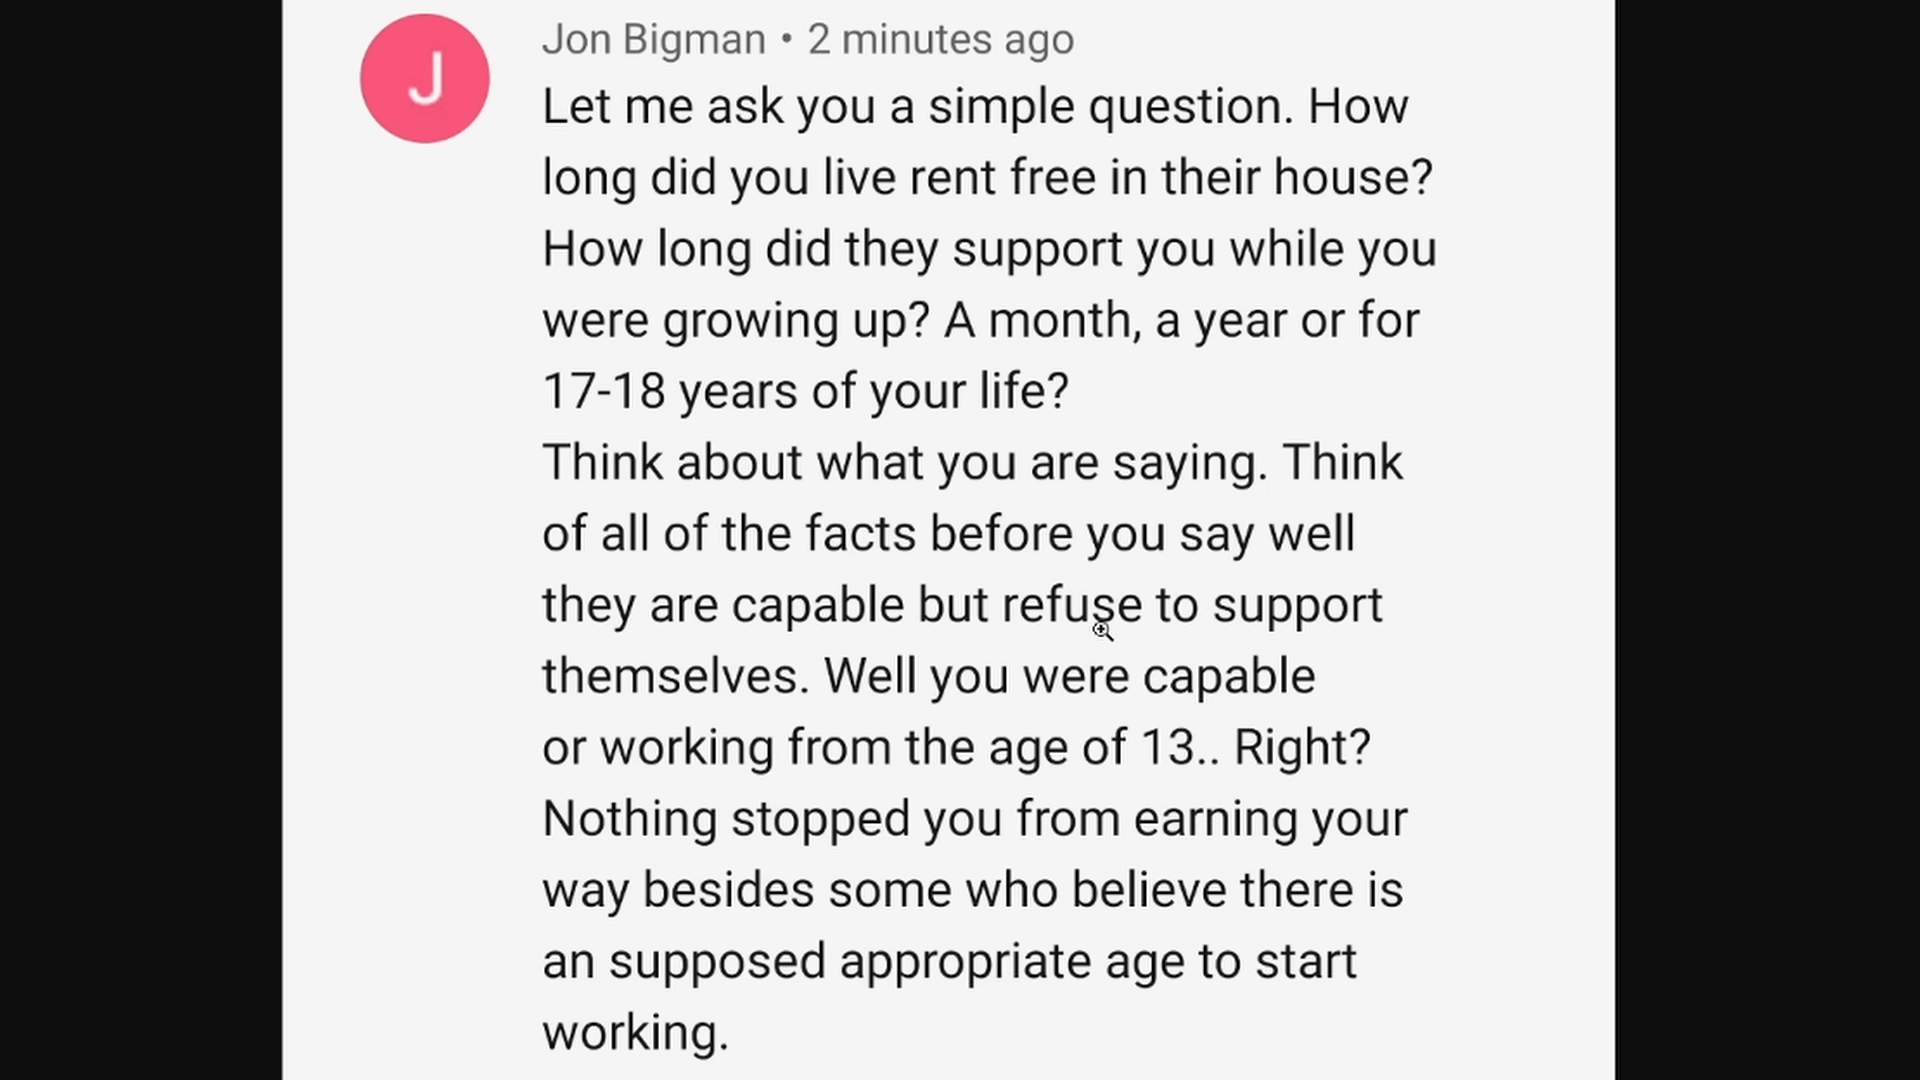 J
Jon Bigman • 2 minutes ago
Let me ask you a simple question. How
long did you live rent free in their house?
How long did they support you while you
were growing up? A month, a year or for
17-18 years of your life?
Think about what you are saying. Think
of all of the facts before you say well
they are capable but refuse to support
themselves. Well you were capable
or working from the age of 13.. Right?
Nothing stopped you from earning your
way besides some who believe there is
an supposed appropriate age to start
working.